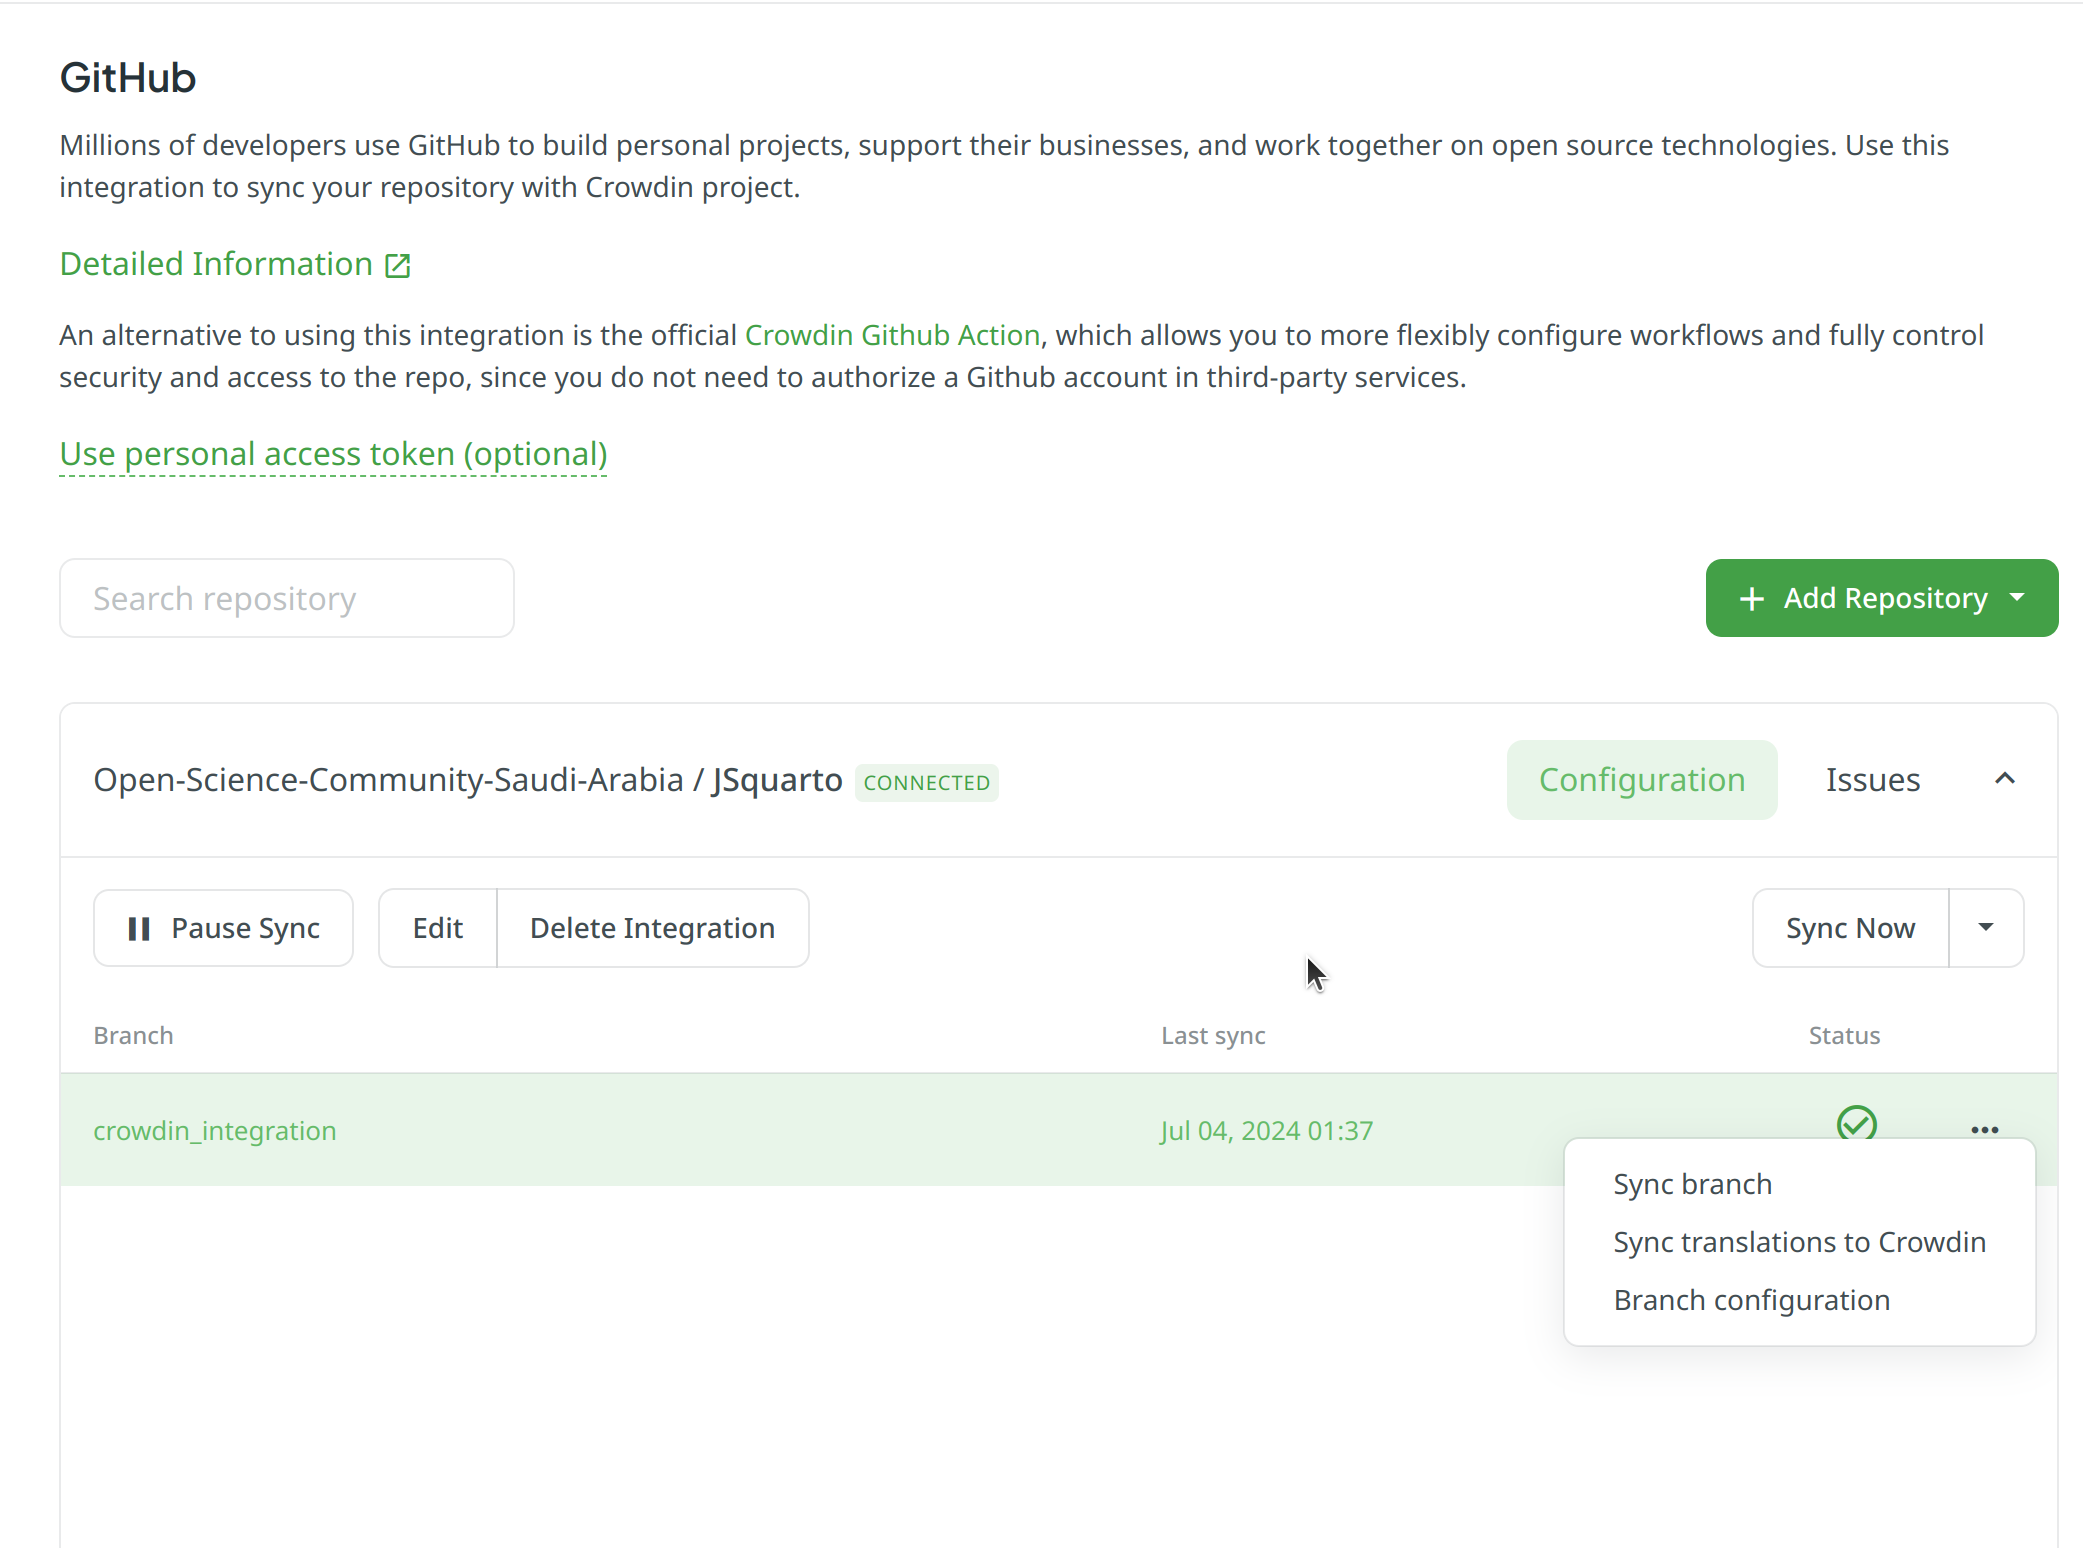 GitHub
Millions of developers use GitHub to build personal projects, support their businesses, and work together on open source technologies. Use this
integration to sync your repository with Crowdin project.
Detailed Information
An alternative to using this integration is the official Crowdin Github Action, which allows you to more flexibly configure workflows and fully control
security and access to the repo, since you do not need to authorize a Github account in third-party services.
Use personal access token (optional)
Search repository
Add Repository
Open-Science-Community-Saudi-Arabia / JSquarto CONNECTED
Configuration Issues
Pause Sync Edit Delete Integration Sync Now
Branch Last sync Status
crowdin_integration Jul 04, 2024 01:37
Sync branch
Sync translations to Crowdin
Branch configuration